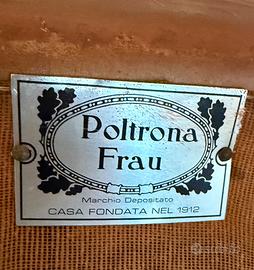 Poltrona
Frau
Marchio Depositato
CASA FONDATA NEL 1912